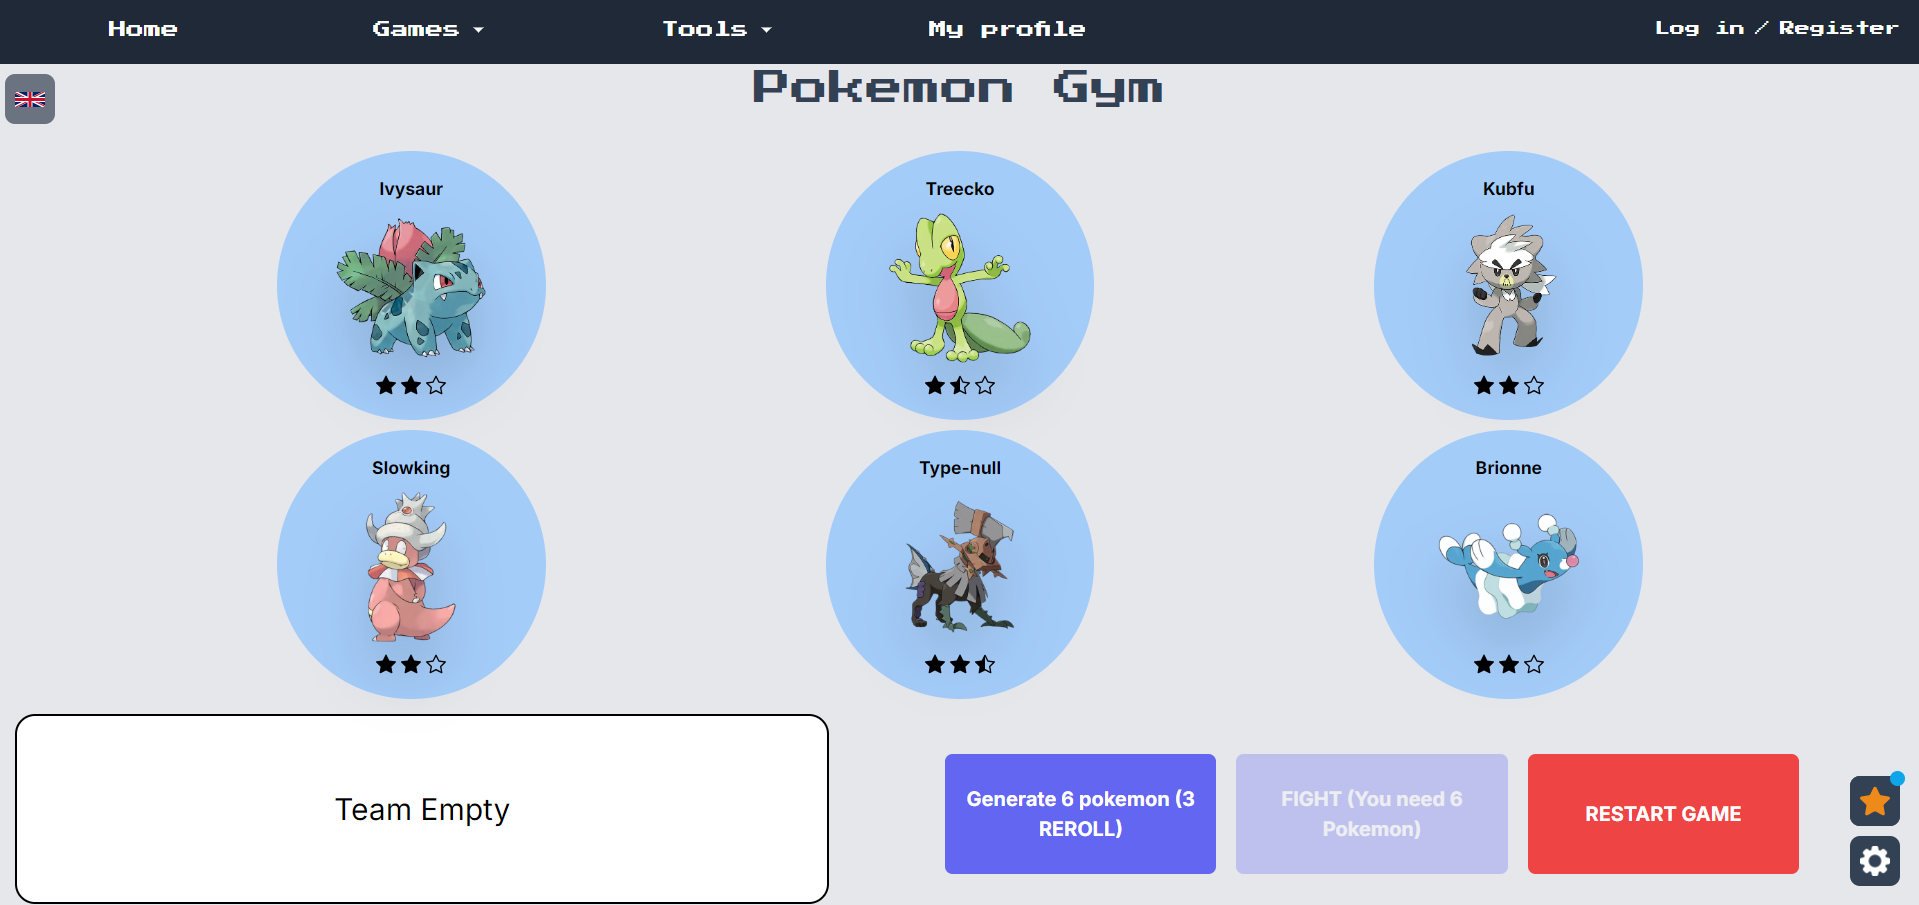 Home Games Tools My profile Log in / Register
Pokemon Gym
Ivysaur Treecko Kubfu
Slowking Type-null Brionne
Team Empty
Generate 6 pokemon (3
REROLL)
FIGHT (You need 6
Pokemon)
RESTART GAME